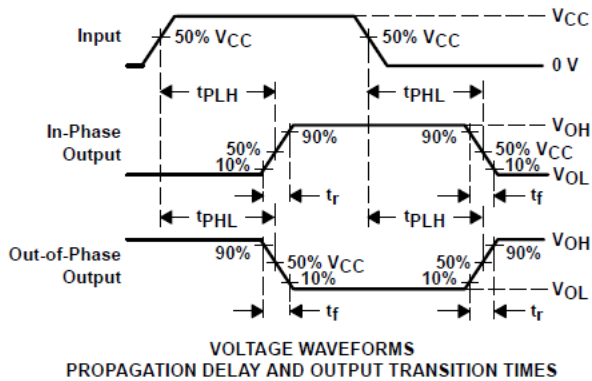 Input
50% VCC
50% VCC
VCC
0 V
tPLH
tPHL
In-Phase
Output
50%
10%
90%
90%
50% VCC
10%
VOH
VOL
tr
tf
tPHL
tPLH
Out-of-Phase
Output
90%
50% VCC
10%
50%
10%
90%
VOH
VOL
tf
tr
VOLTAGE WAVEFORMS
PROPAGATION DELAY AND OUTPUT TRANSITION TIMES